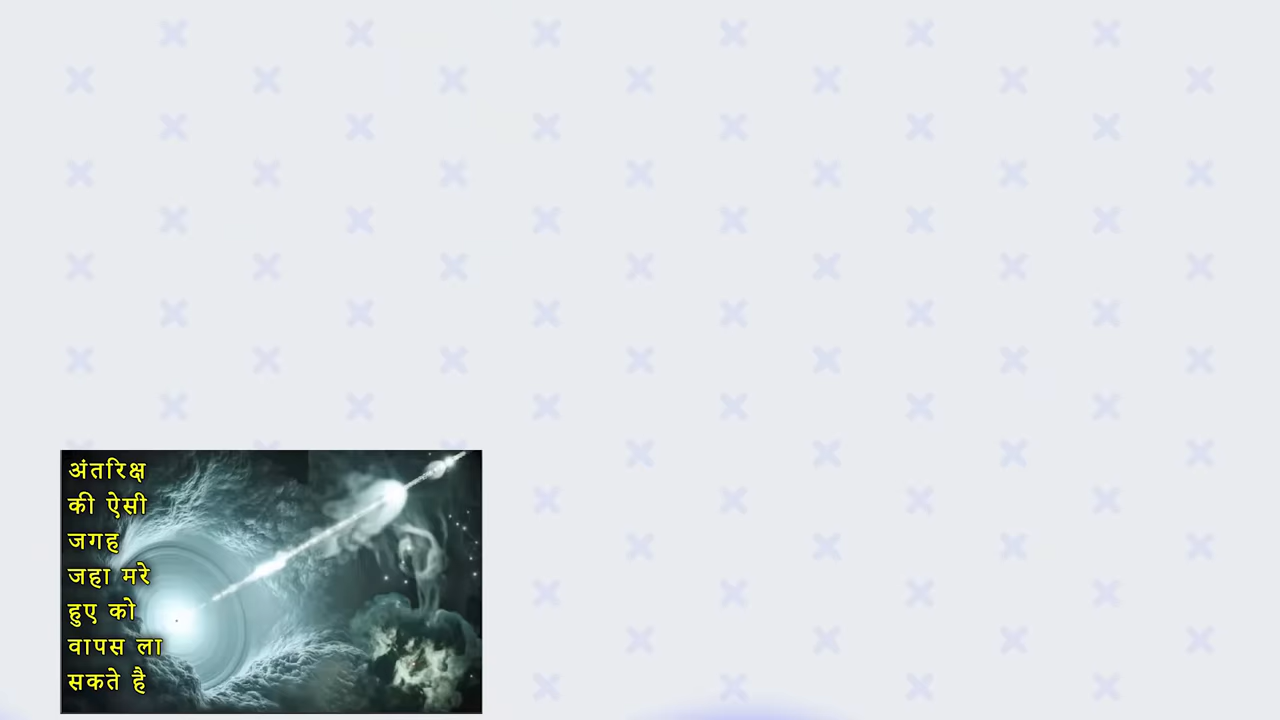 अंतरिक्ष
की ऐसी
जगह
जहा मरे
हुए को
वापस ला
सकते है